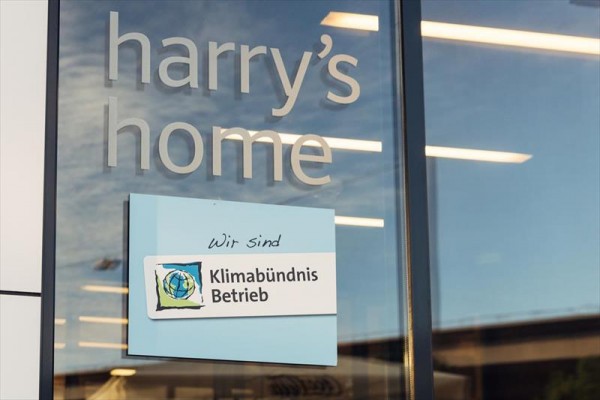 harry's
home
Wir sind
Klimabündnis
Betrieb